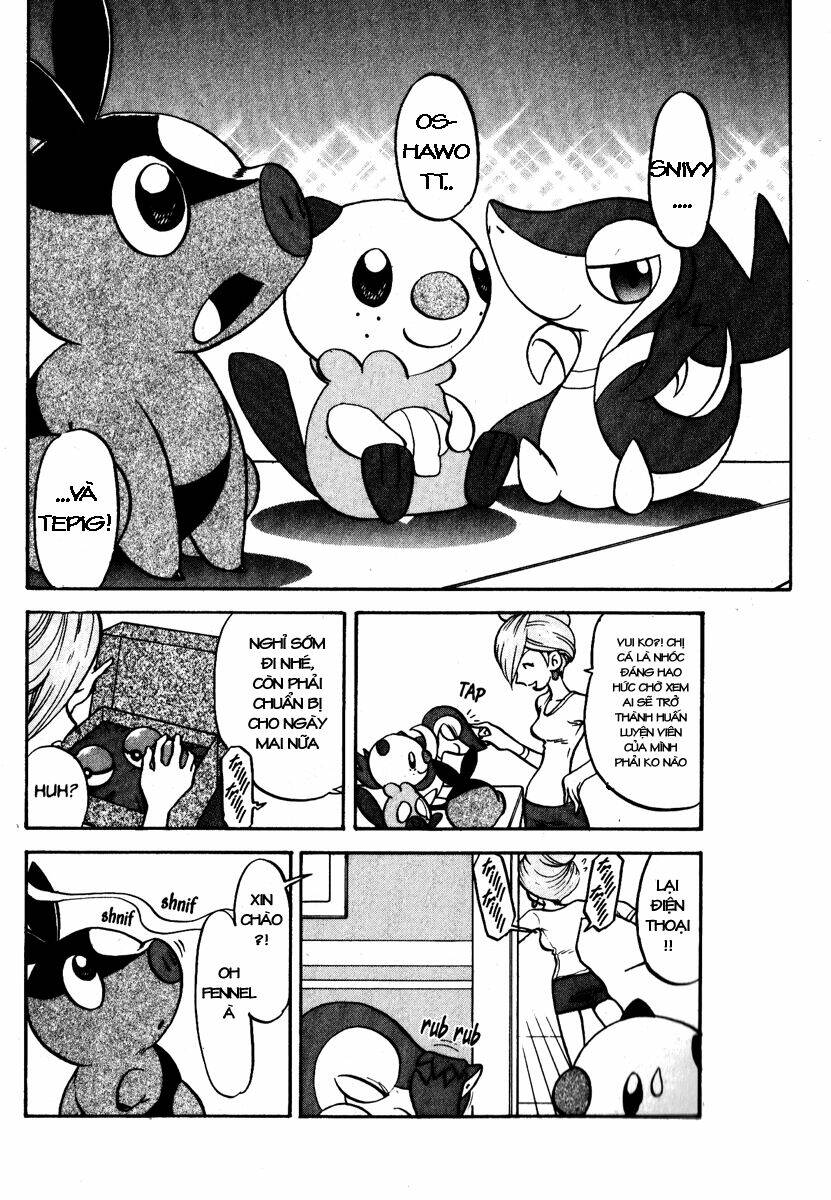 SNIVY
....
OS-
HAWO
TT..
...VÀ
TEPIG!
VUI KO?! CHỊ
CÁ LÀ NHÓC
ĐÁNG HAO
HỨC CHỜ XEM
AI SẼ TRỞ
THÀNH HUẤN
LUYỆN VIÊN
CỦA MÌNH
PHẢI KO NÀO
TAP
NGHỈ SỚM
ĐI NHÉ,
CÒN PHẢI
CHUẨN BỊ
CHO NGÀY
MAI NỮA
HUH?
LẠI
ĐIỆN
THOẠI
!!
rub rub
XIN
CHÀO
?!
OH
FENNEL
À
shnif
shnif